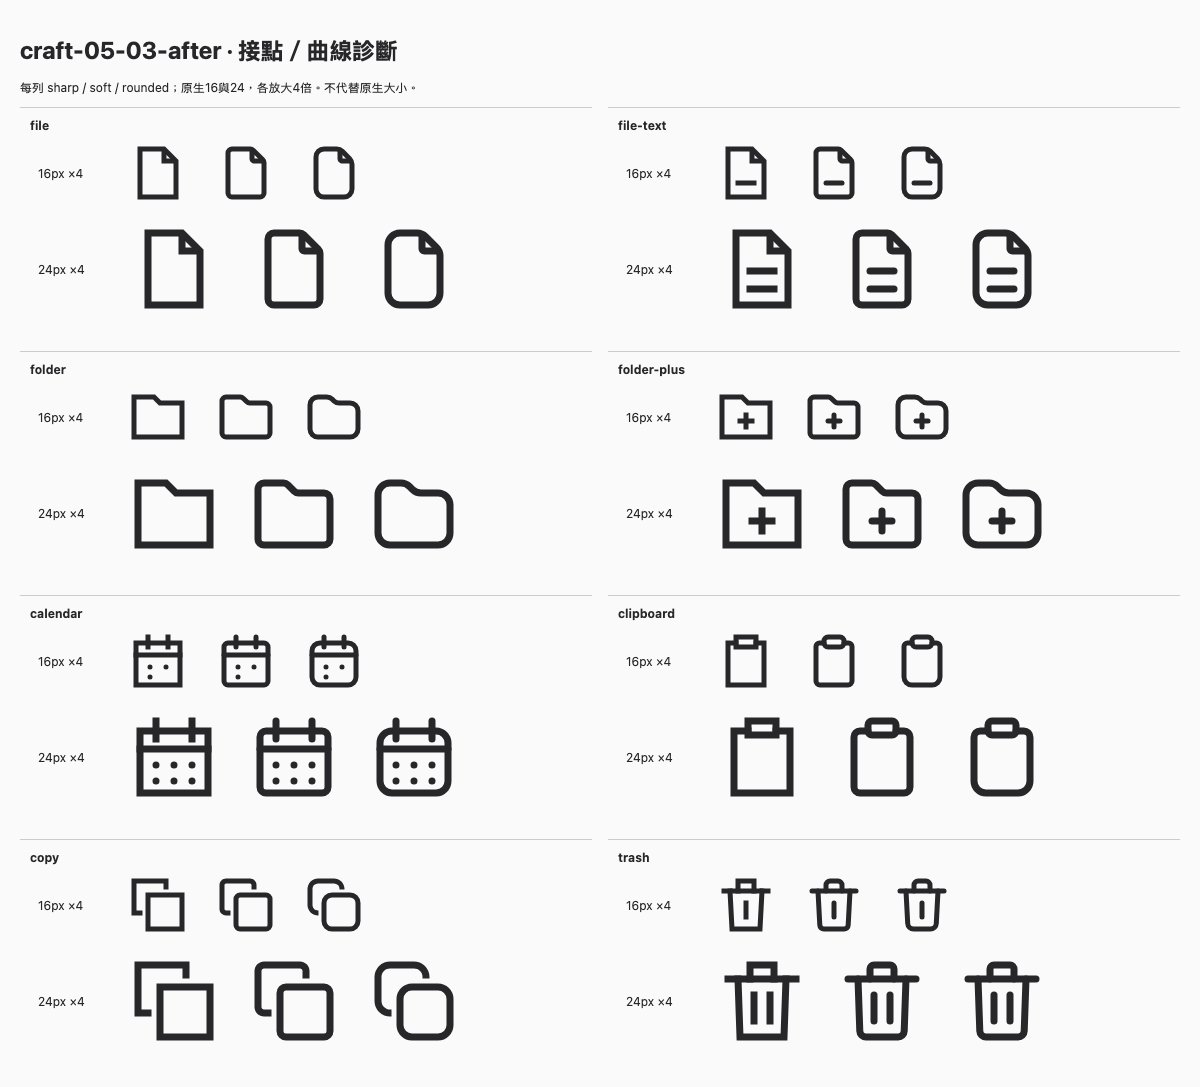 craft-05-03-after · 接點 / 曲線診斷
每列 sharp / soft / rounded；原生16與24，各放大4倍。不代替原生大小。
file
16px ×4
24px ×4
file-text
16px ×4
24px ×4
folder
16px ×4
24px ×4
folder-plus
16px ×4
24px ×4
calendar
16px ×4
24px ×4
clipboard
16px ×4
24px ×4
copy
16px ×4
24px ×4
trash
16px ×4
24px ×4